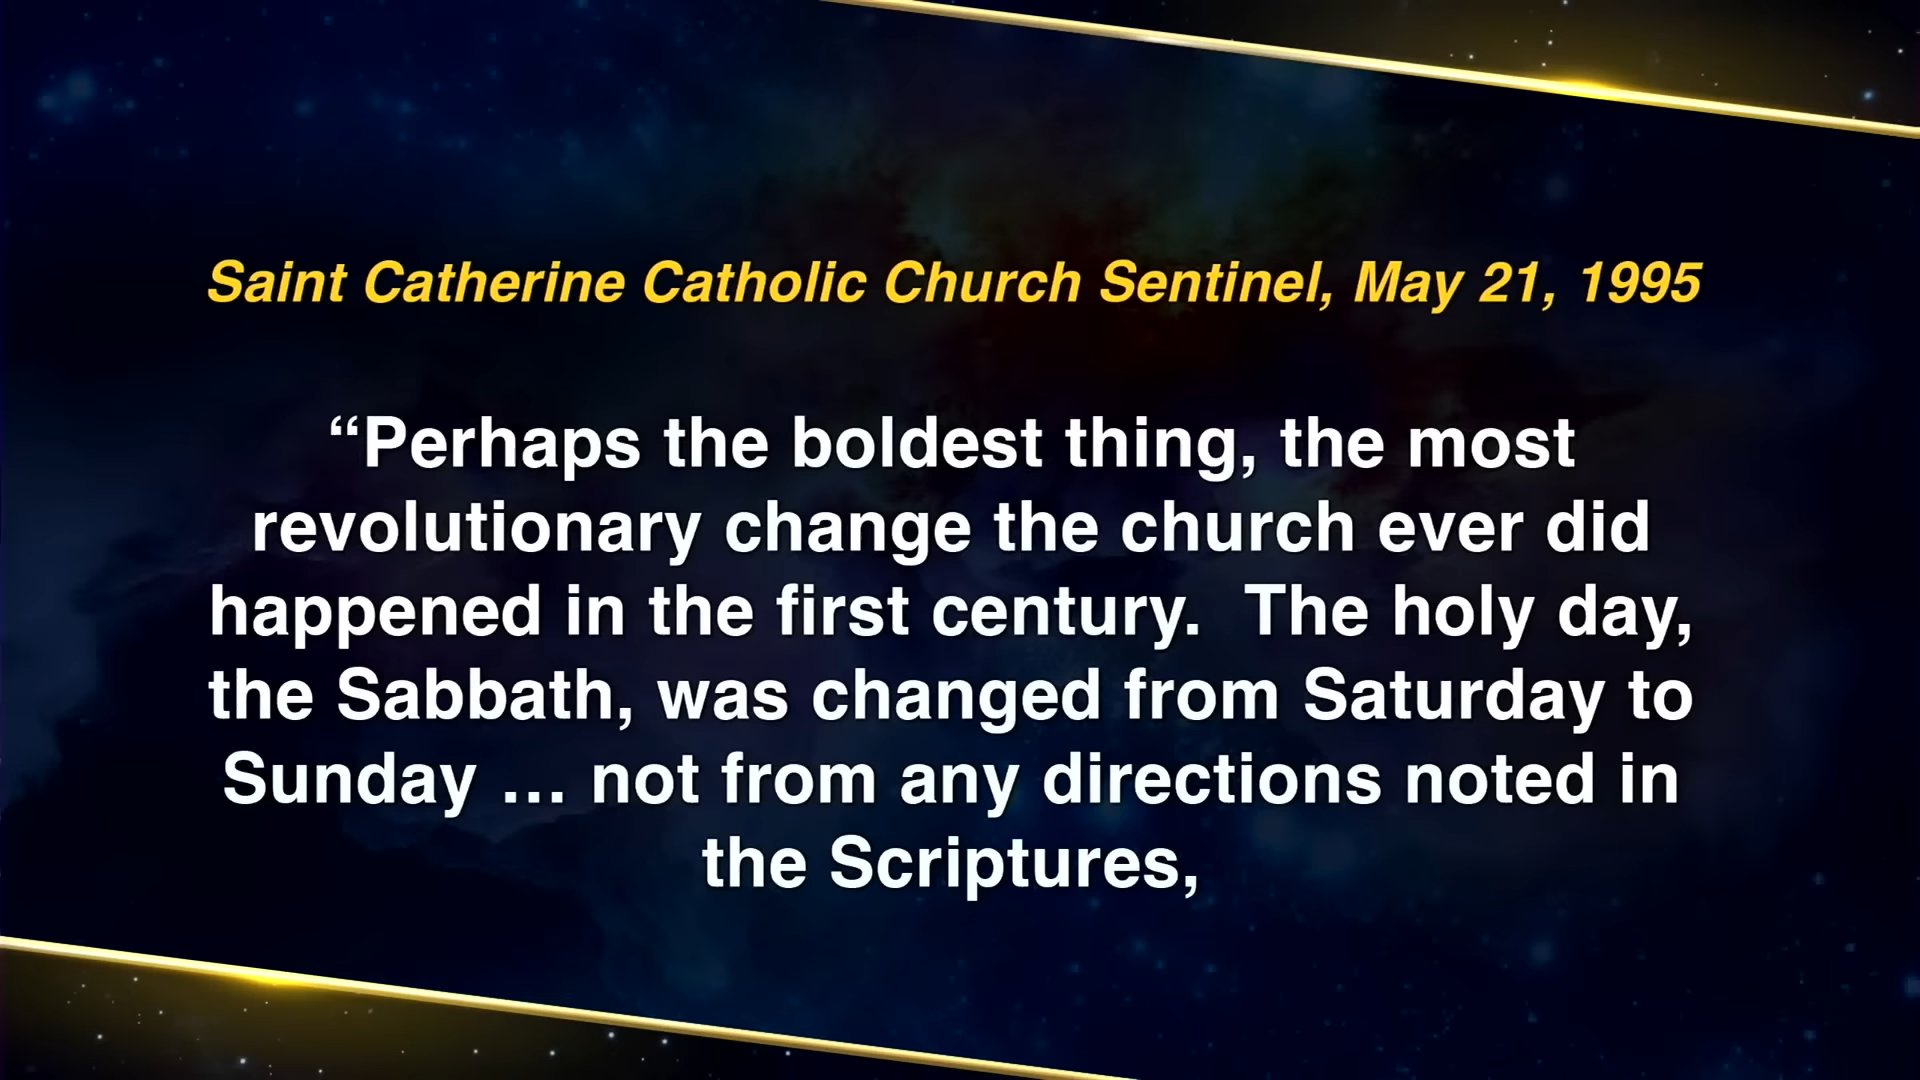 Saint Catherine Catholic Church Sentinel, May 21, 1995
“Perhaps the boldest thing, the most
revolutionary change the church ever did
happened in the first century.  The holy day,
the Sabbath, was changed from Saturday to
Sunday … not from any directions noted in
the Scriptures,